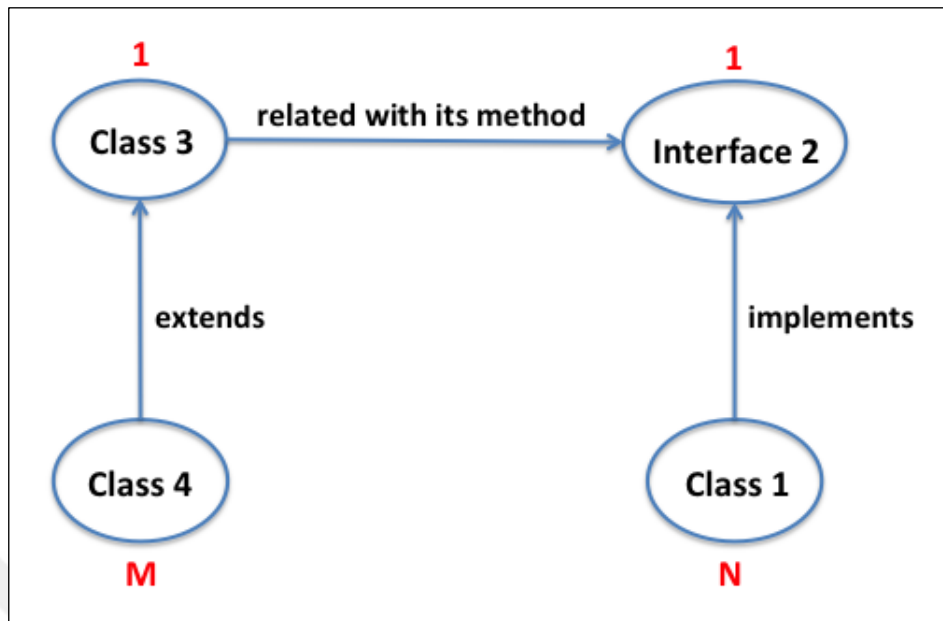 1
1
Class 3
related with its method
Interface 2
extends
implements
Class 4
Class 1
M
N